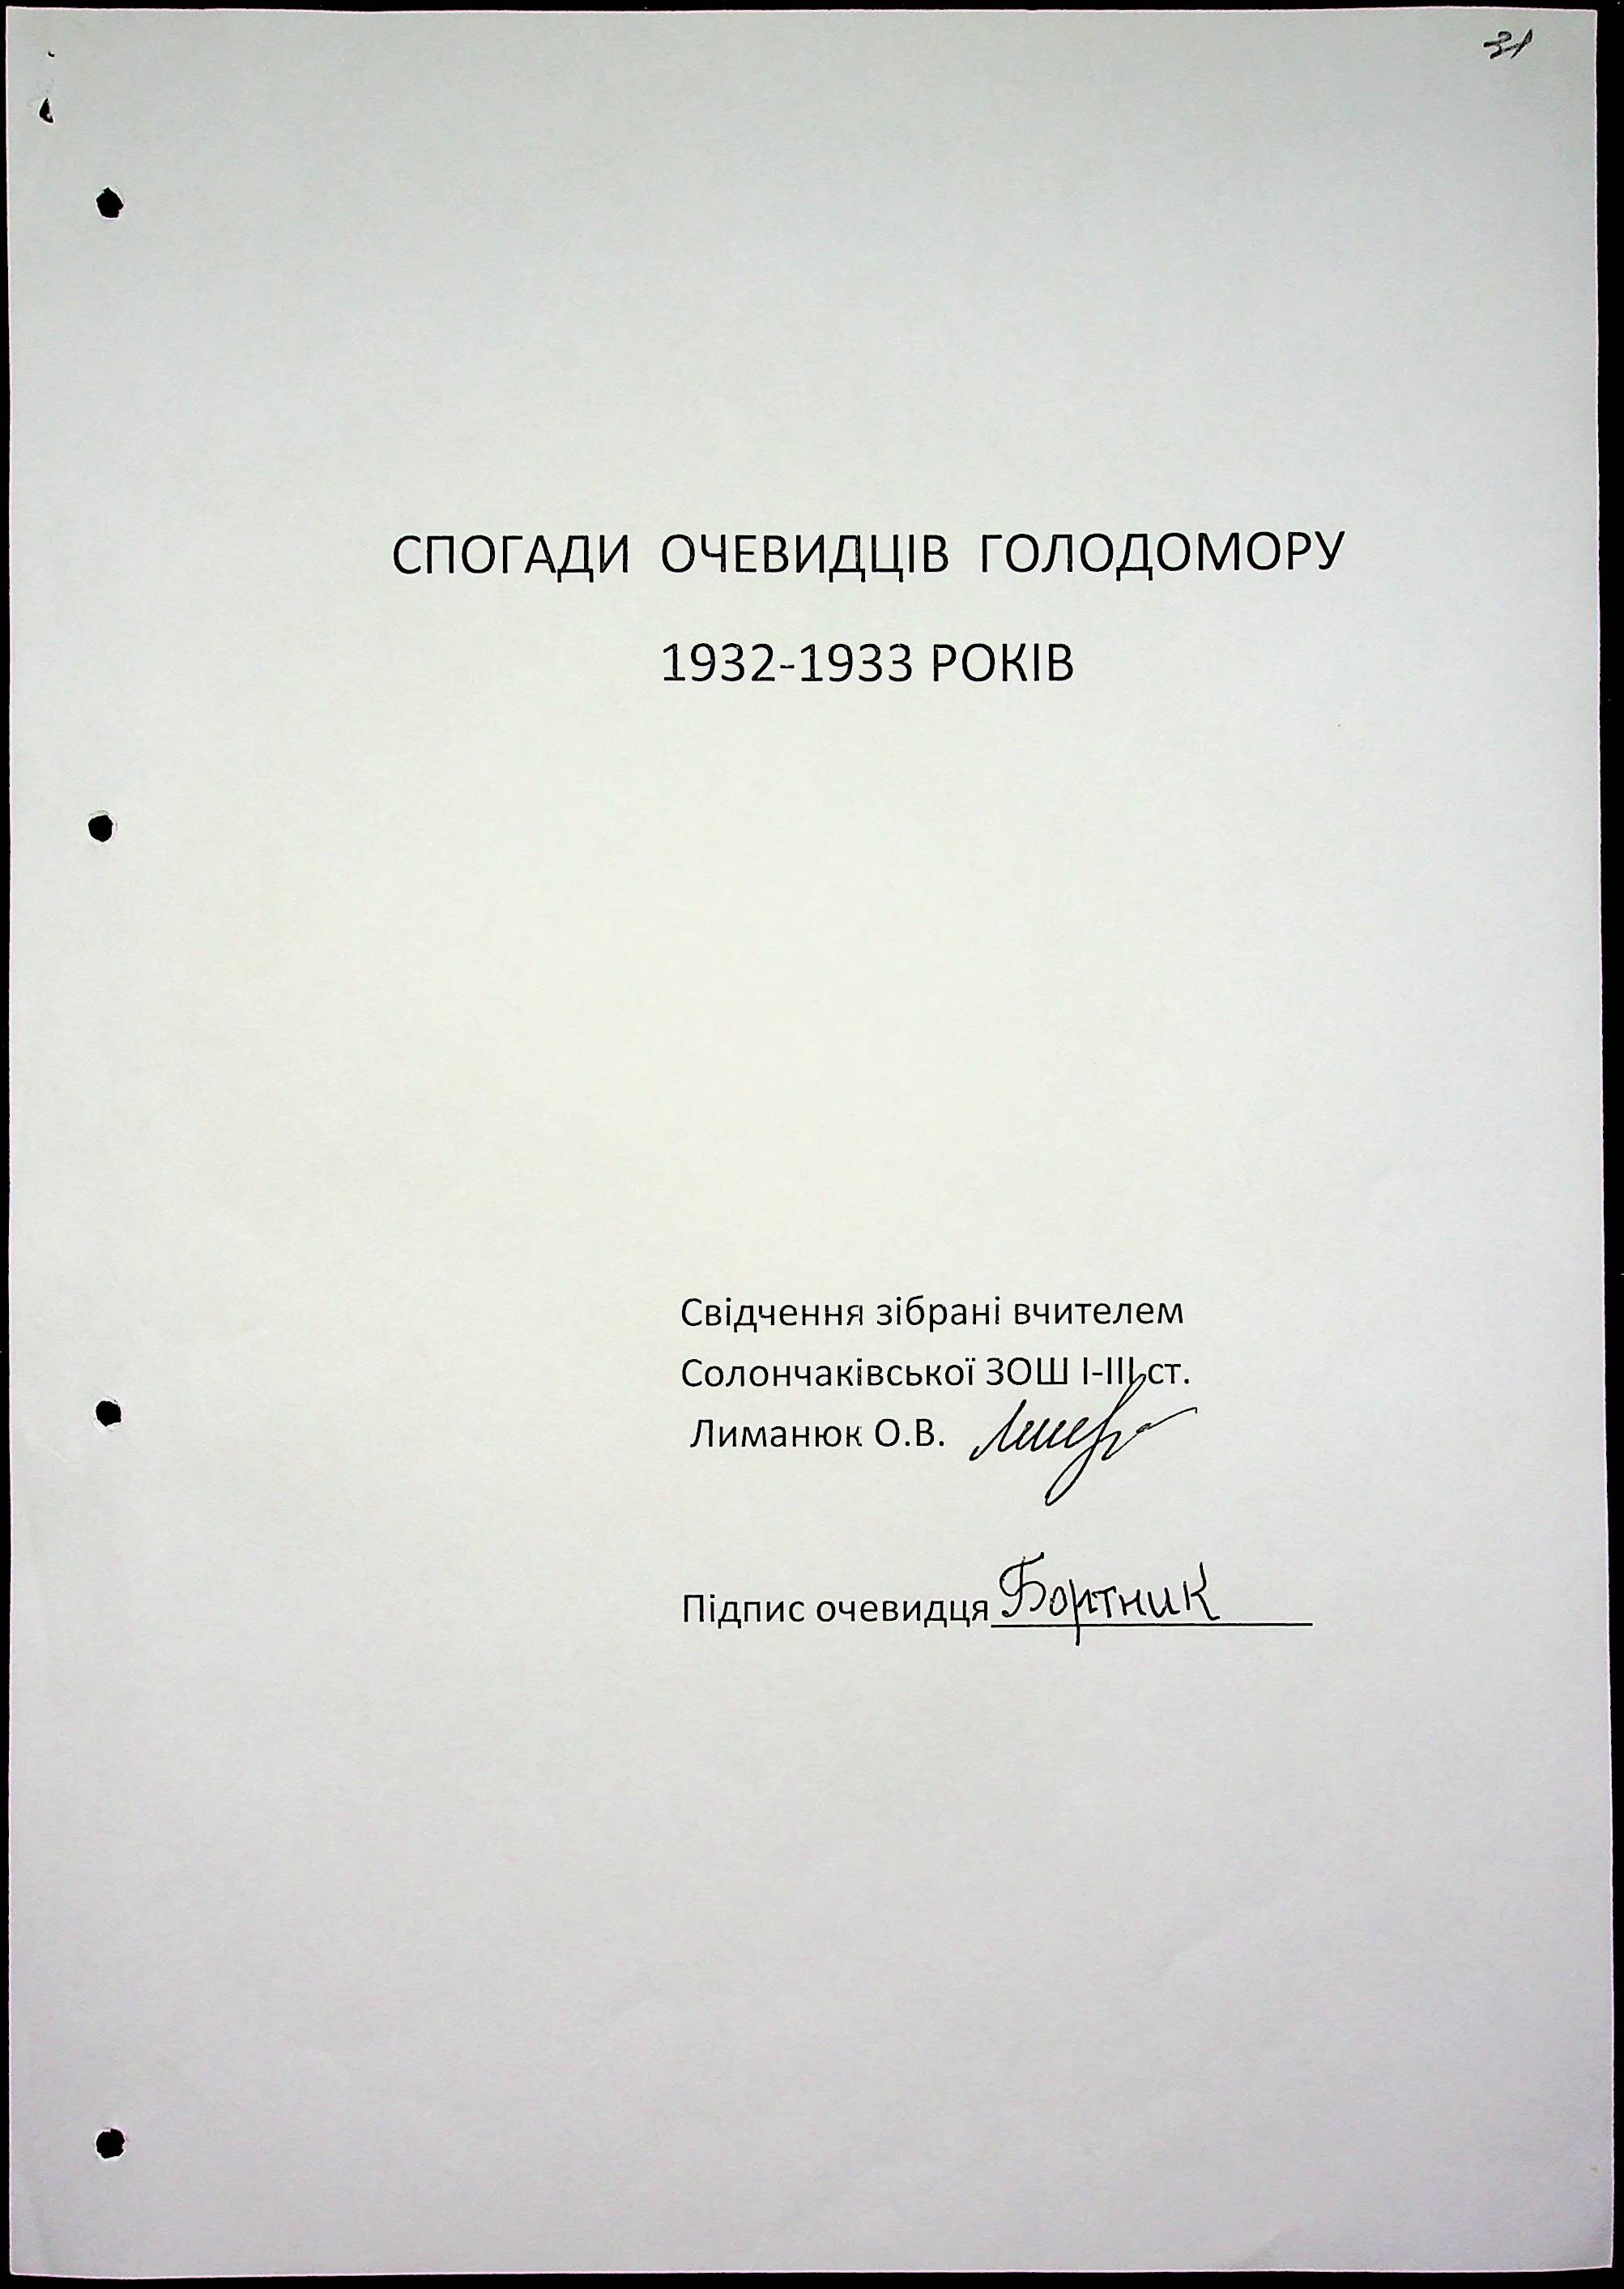 31
СПОГАДИ ОЧЕВИДЦІВ ГОЛОДОМОРУ
1932-1933 РОКІВ
Свідчення зібрані вчителем
Солончаківської ЗОШ І-ІІІ ст.
Лиманюк О.В.
Підпис очевидця Бортник